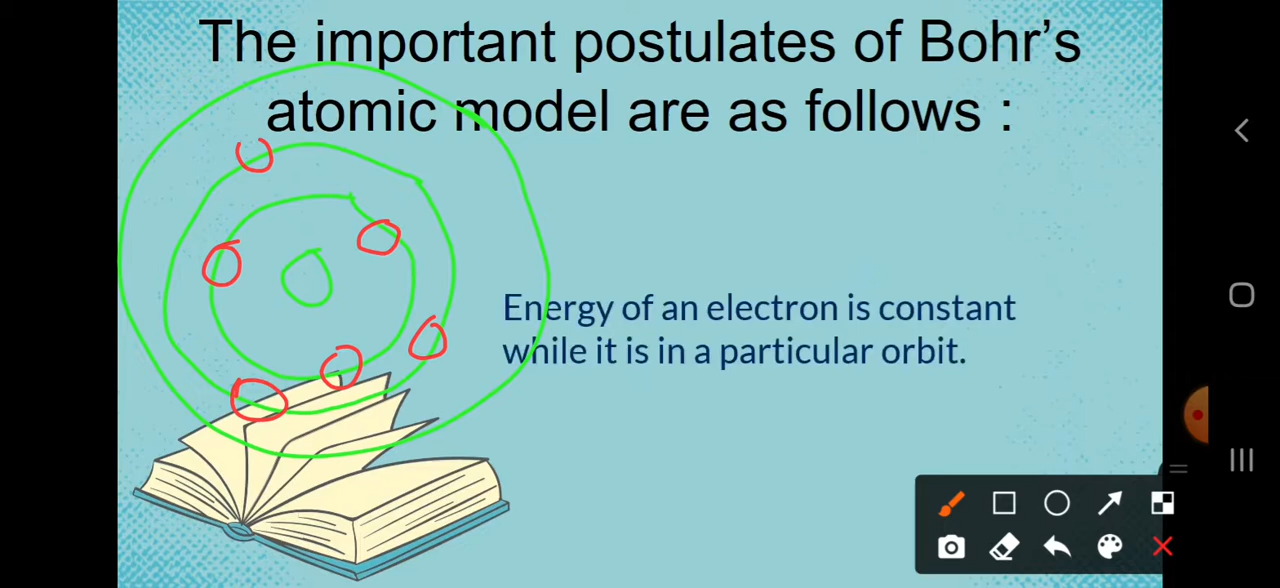 The important postulates of Bohr’s
atomic model are as follows :
Energy of an electron is constant
while it is in a particular orbit.